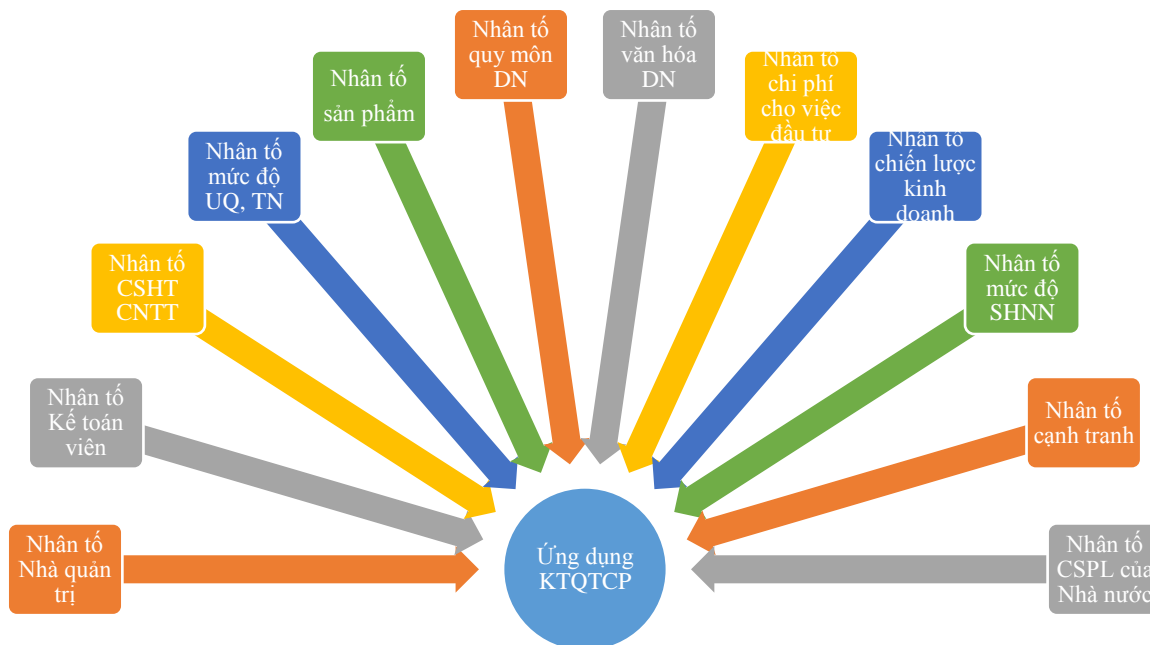 Nhân tố
quy môn
DN
Nhân tố
văn hóa
DN
Nhân tố
chi phí
cho việc
đầu tư
Nhân tố
sản phẩm
Nhân tố
chiến lược
kinh
doanh
Nhân tố
mức độ
UQ, TN
Nhân tố
CSHT
CNTT
Nhân tố
mức độ
SHNN
Nhân tố
Kế toán
viên
Nhân tố
cạnh tranh
Nhân tố
Nhà quản
trị
Ứng dụng
KTQTCP
Nhân tố
CSPL của
Nhà nước